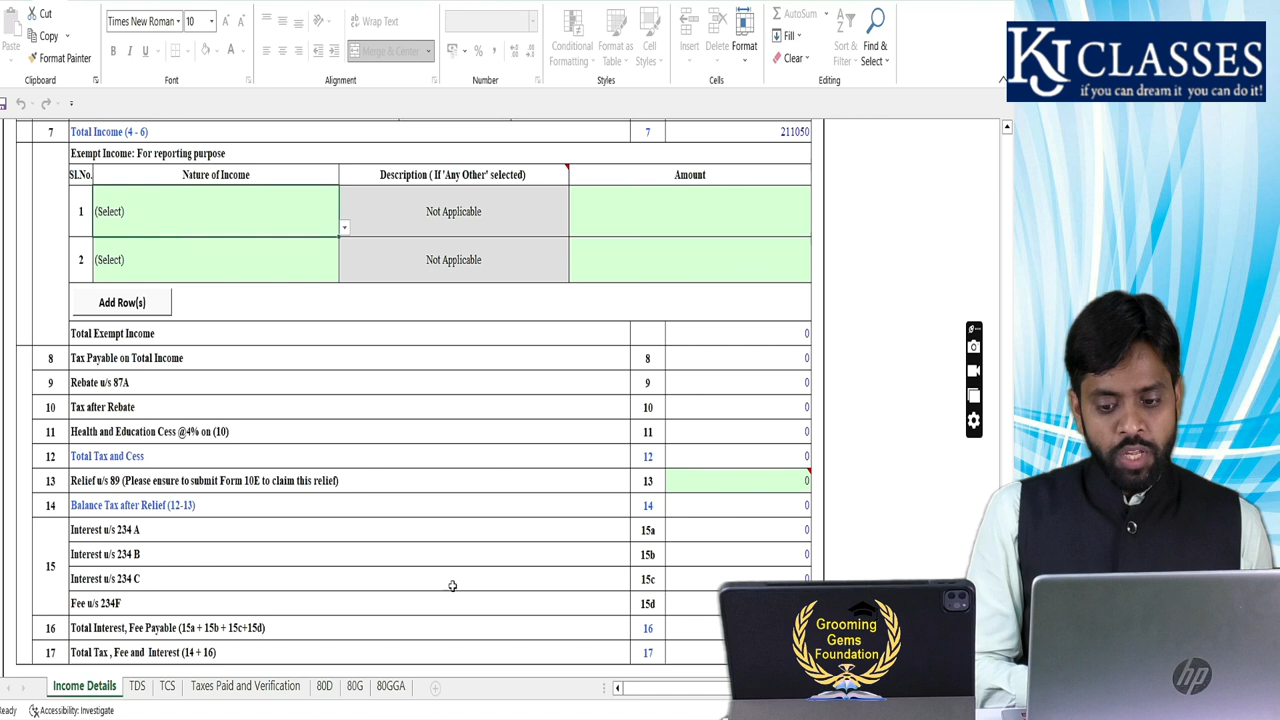 Cut
Copy
Format Painter
Paste
Clipboard
Times New Roman
10
B I U
Font
Wrap Text
Merge & Center
Alignment
Number
Conditional
Formatting
Format as
Table
Cell
Styles
Styles
Insert
Delete
Format
Cells
AutoSum
Fill
Clear
Sort &
Filter
Find &
Select
Editing
KJ CLASSES
if you can dream it you can do it!
7 Total Income (4 - 6) 7 211050
Exempt Income: For reporting purpose
Sl.No. Nature of Income Description ( If 'Any Other' selected) Amount
1 (Select) Not Applicable
2 (Select) Not Applicable
Add Row(s)
Total Exempt Income 0
8 Tax Payable on Total Income 8 0
9 Rebate u/s 87A 9 0
10 Tax after Rebate 10 0
11 Health and Education Cess @4% on (10) 11 0
12 Total Tax and Cess 12 0
13 Relief u/s 89 (Please ensure to submit Form 10E to claim this relief) 13 0
14 Balance Tax after Relief (12-13) 14 0
15
Interest u/s 234 A 15a 0
Interest u/s 234 B 15b 0
Interest u/s 234 C 15c 0
Fee u/s 234F 15d
16 Total Interest, Fee Payable (15a + 15b + 15c+15d) 16
17 Total Tax , Fee and Interest (14 + 16) 17
Income Details TDS TCS Taxes Paid and Verification 80D 80G 80GGA
Accessibility: Investigate
Grooming
Gems
Foundation
hp